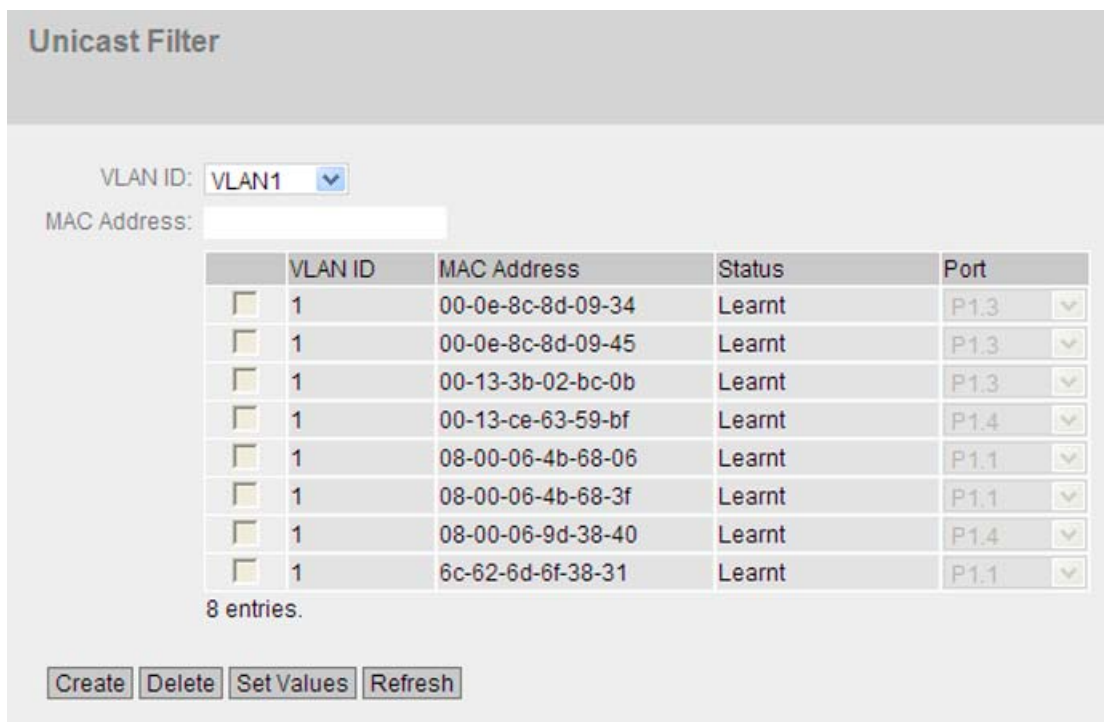 Unicast Filter
VLAN ID: VLAN1
MAC Address:
VLAN ID MAC Address Status Port
1 00-0e-8c-8d-09-34 Learnt P1.3
1 00-0e-8c-8d-09-45 Learnt P1.3
1 00-13-3b-02-bc-0b Learnt P1.3
1 00-13-ce-63-59-bf Learnt P1.4
1 08-00-06-4b-68-06 Learnt P1.1
1 08-00-06-4b-68-3f Learnt P1.1
1 08-00-06-9d-38-40 Learnt P1.4
1 6c-62-6d-6f-38-31 Learnt P1.1
8 entries.
Create Delete Set Values Refresh